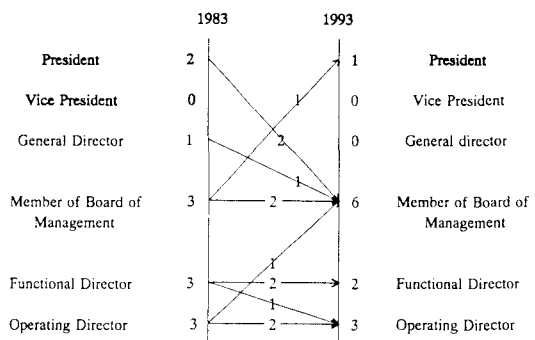 1983 1993
President 2 1 President
Vice President 0 1 0 Vice President
General Director 1 2 0 General director
1
Member of Board of 3 2 6 Member of Board of
Management Management
1
Functional Director 3 2 2 Functional Director
1
Operating Director 3 2 3 Operating Director